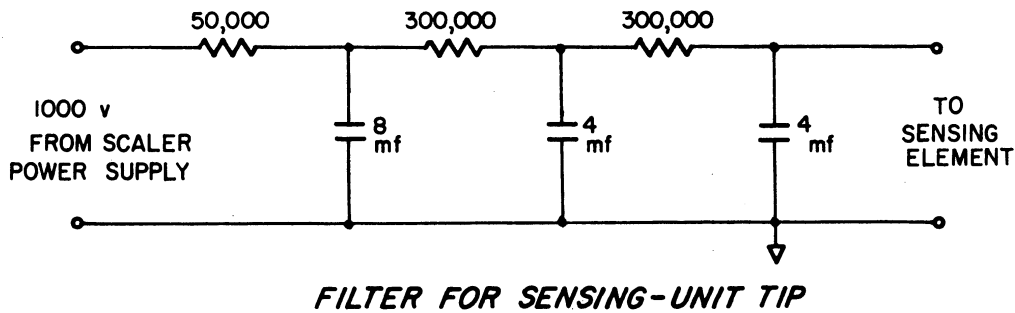 50,000
300,000
300,000
1000 v
FROM SCALER
POWER SUPPLY
8
mf
4
mf
4
mf
TO
SENSING
ELEMENT
FILTER FOR SENSING-UNIT TIP